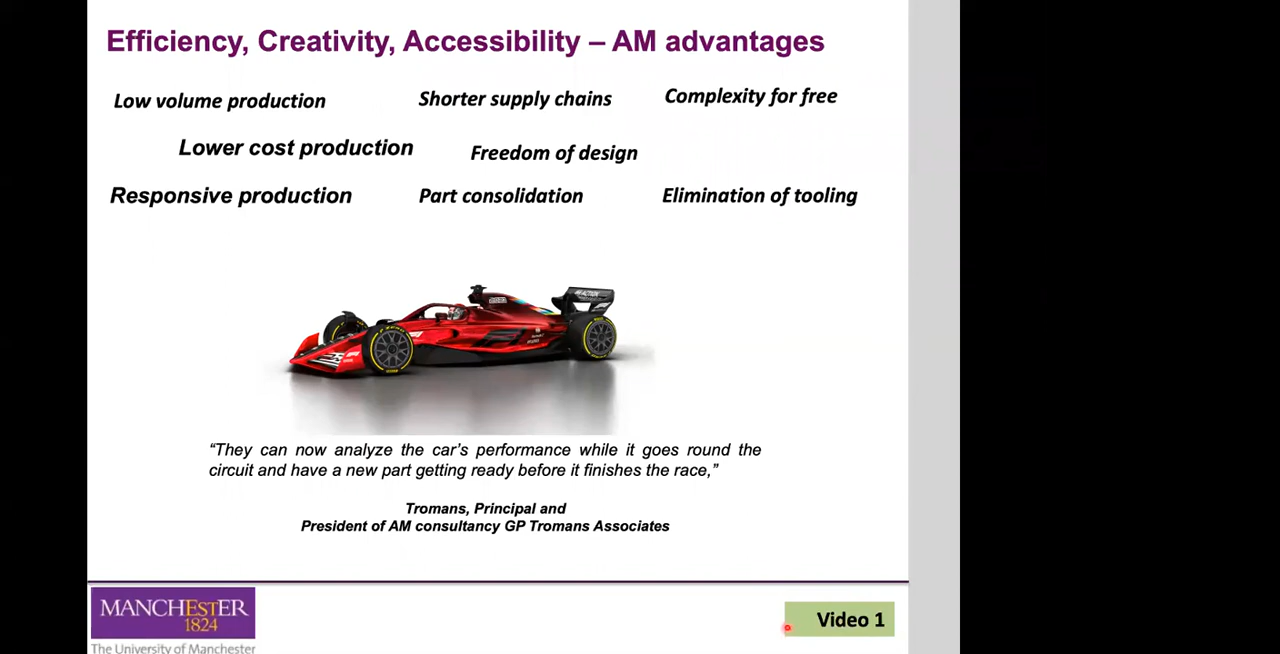 Efficiency, Creativity, Accessibility – AM advantages
Low volume production
Shorter supply chains
Complexity for free
Lower cost production
Freedom of design
Responsive production
Part consolidation
Elimination of tooling
“They can now analyze the car’s performance while it goes round the
circuit and have a new part getting ready before it finishes the race,”
Tromans, Principal and
President of AM consultancy GP Tromans Associates
MANCHESTER
1824
The University of Manchester
Video 1